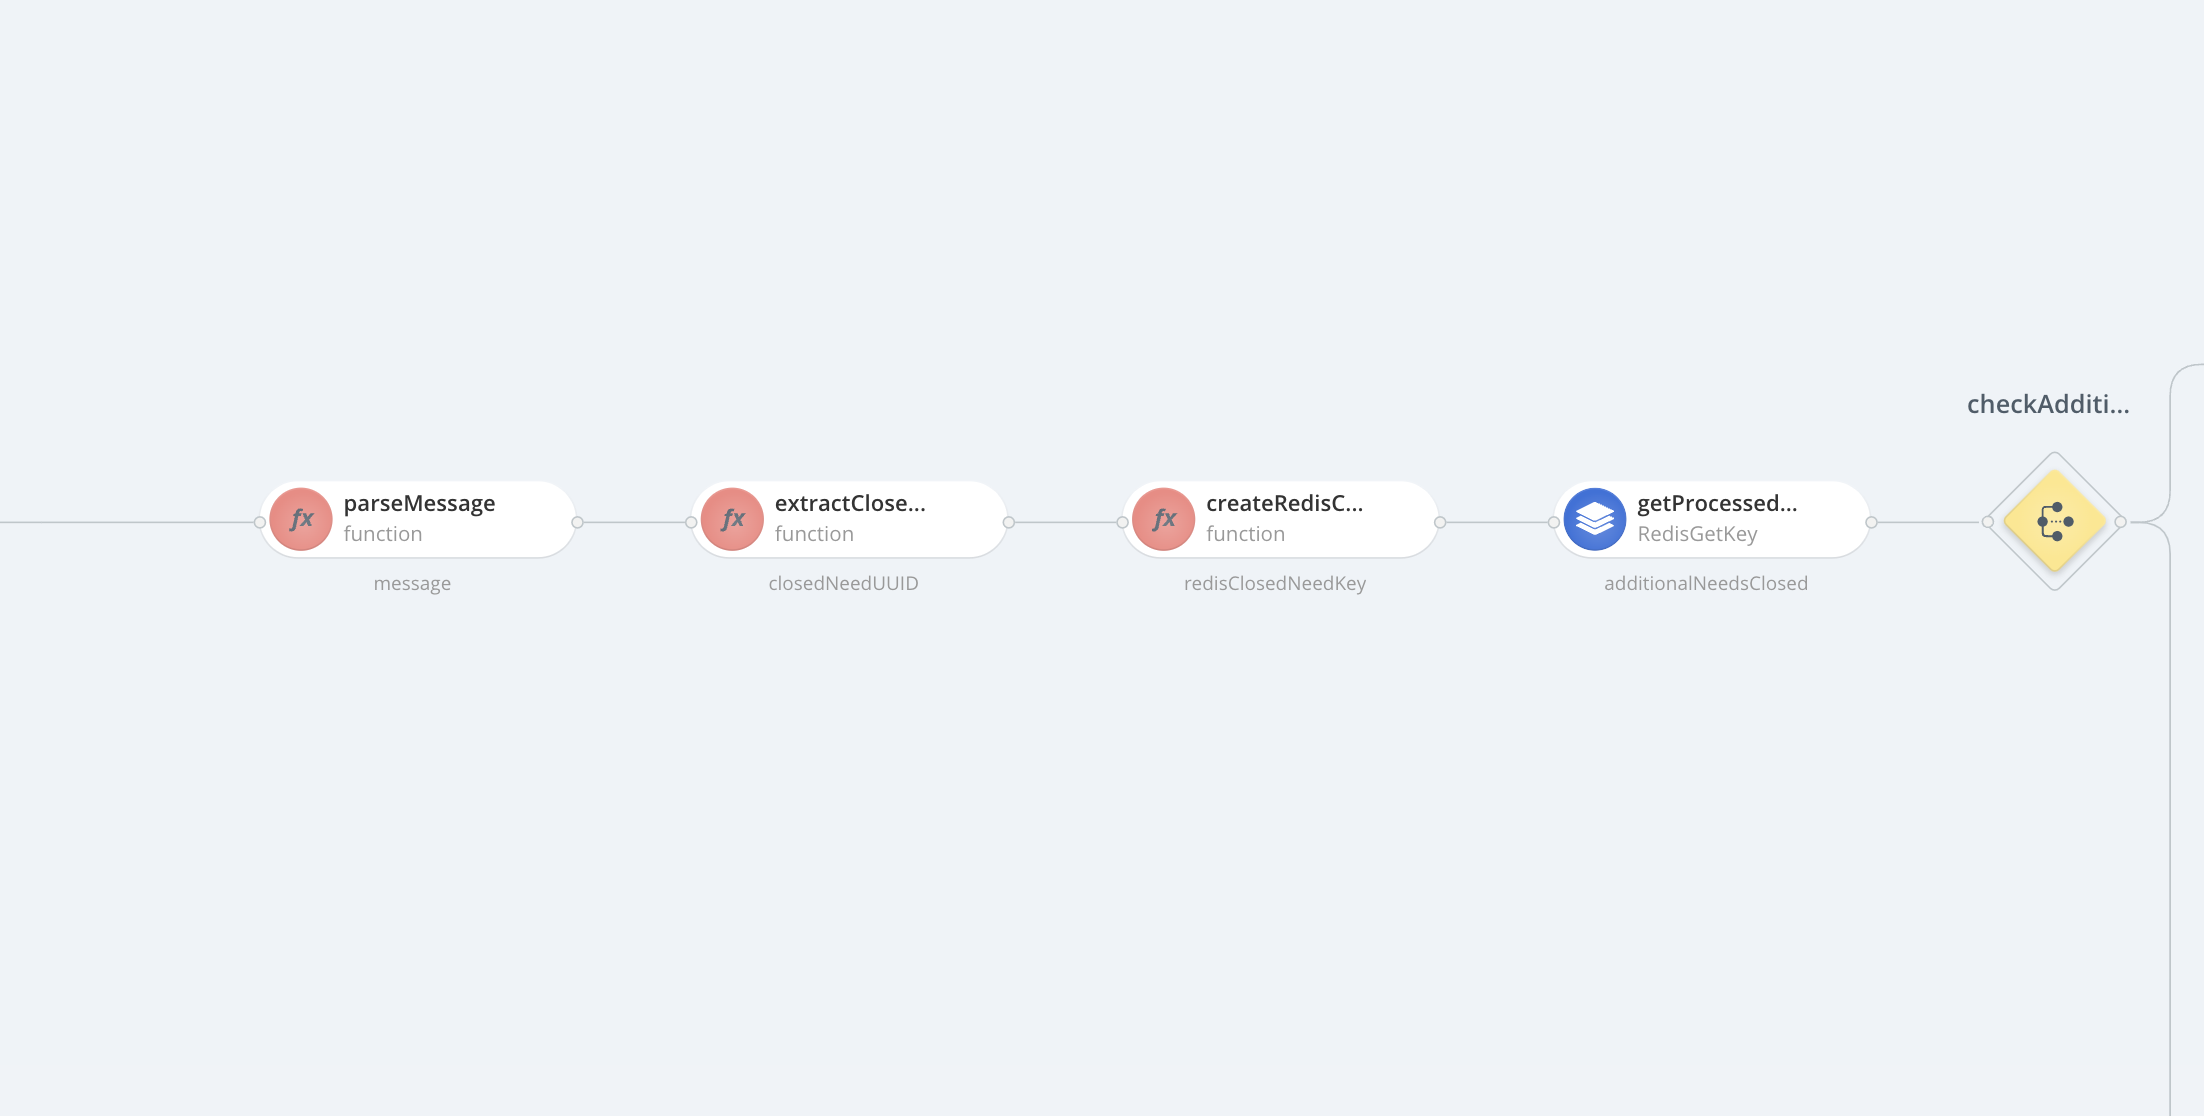 checkAdditi...
fx
parseMessage
function
message
fx
extractClose...
function
closedNeedUUID
fx
createRedisC...
function
redisClosedNeedKey
getProcessed...
RedisGetKey
additionalNeedsClosed